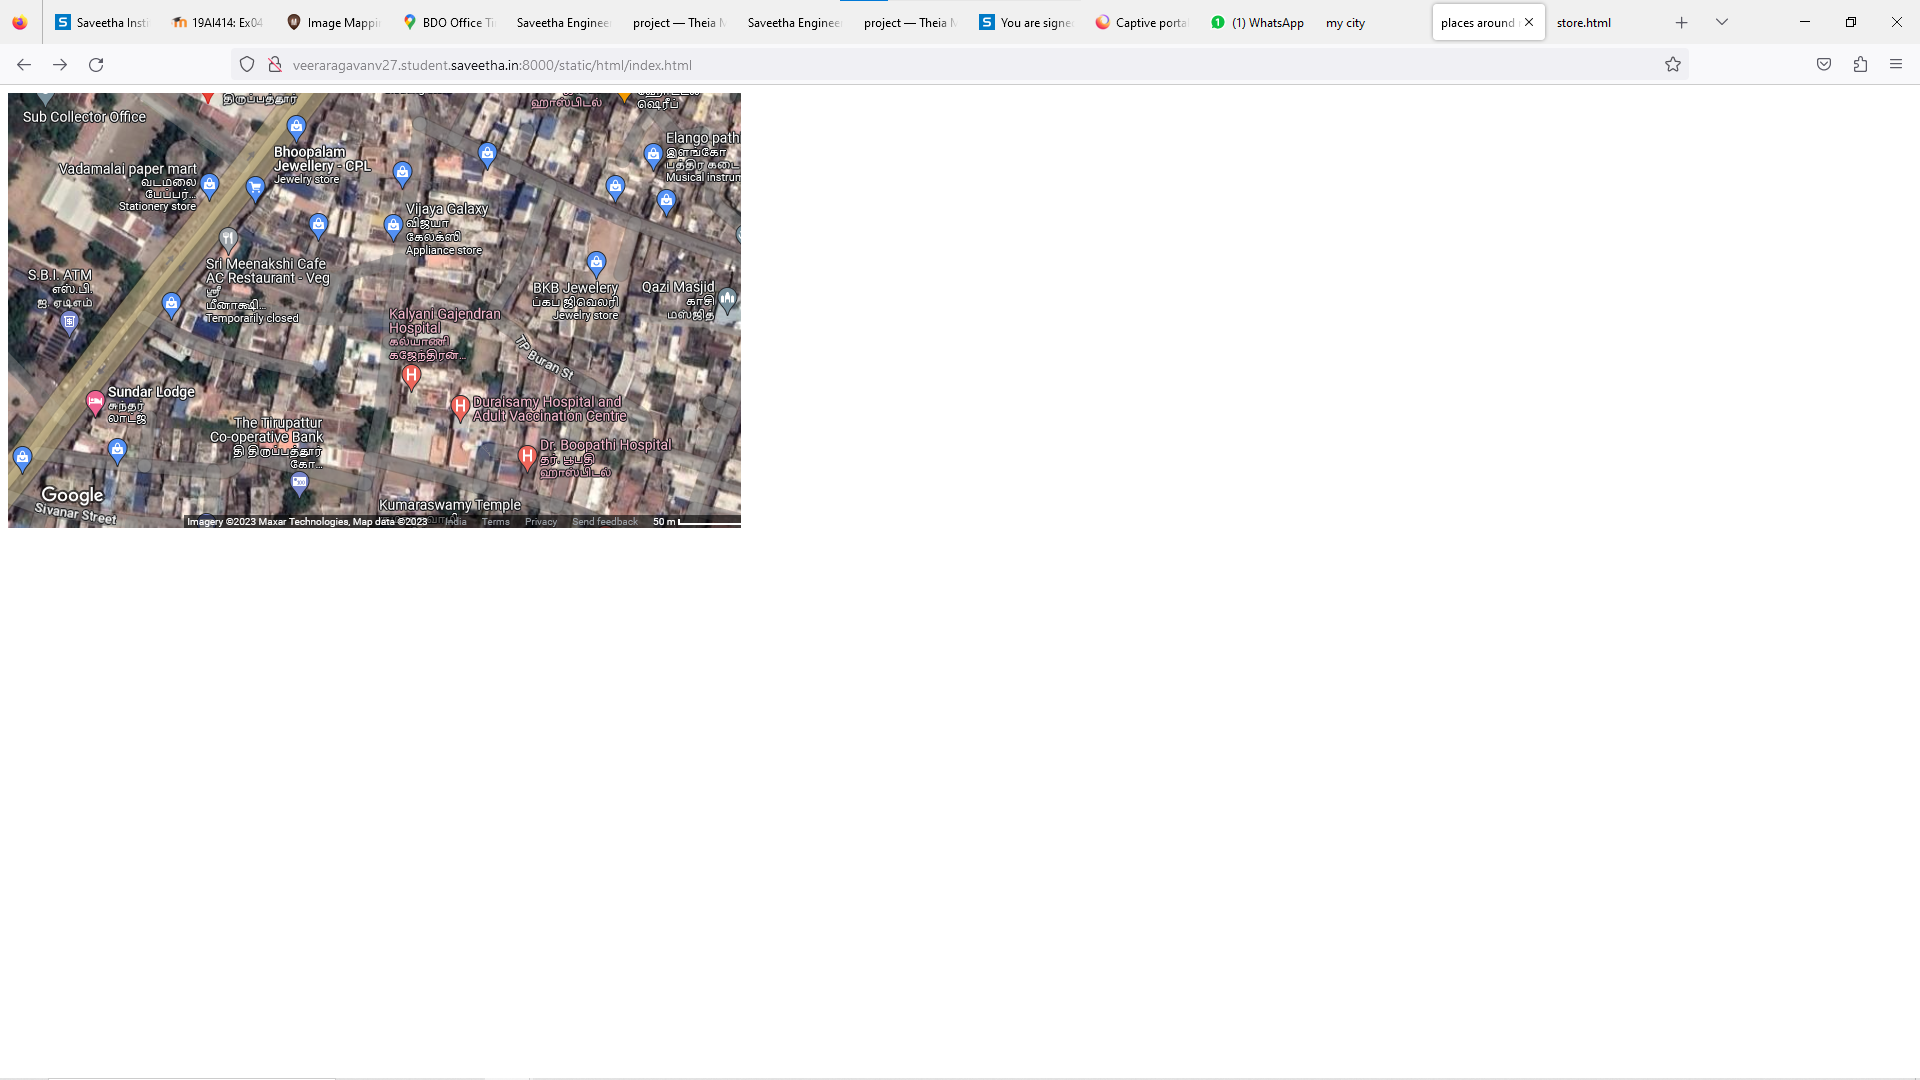 Saveetha Insti
19AI414: Ex04
Image Mappi
BDO Office Ti
Saveetha Enginee
project — Theia
Saveetha Enginee
project — Theia
You are signe
Captive porta
(1) WhatsApp
my city
places around
store.html
veeraragavanv27.student.saveetha.in:8000/static/html/index.html
திருப்பத்தூர்
ஹாஸ்பிடல்
ஷெரீப்
Sub Collector Office
Bhoopalam
Jewellery - CPL
Jewelry store
Elango path
இளங்கோ
பத்திர கடை
Musical instrum
Vadamalai paper mart
வடமலை
பேப்பர்...
Stationery store
Vijaya Galaxy
விஜயா
கேலக்ஸி
Appliance store
Sri Meenakshi Cafe
AC Restaurant - Veg
ஸ்ரீ
மீனாக்ஷி...
Temporarily closed
S.B.I. ATM
எஸ்.பி.
ஐ. ஏடிஎம்
BKB Jewelery
ப்கப் ஜிவெலரி
Jewelry store
Qazi Masjid
காசி
மஸ்ஜித்
Kalyani Gajendran
Hospital
கல்யாணி
கஜேந்திரன்...
TP Buran St
Sundar Lodge
சுந்தர்
லாட்ஜ்
Duraisamy Hospital and
Adult Vaccination Centre
The Tirupattur
Co-operative Bank
தி திருப்பத்தூர்
கோ...
Dr. Boopathi Hospital
தர். பூபதி
ஹாஸ்பிடல்
Google
Sivanar Street
Kumaraswamy Temple
Imagery ©2023 Maxar Technologies, Map data ©2023 India Terms Privacy Send feedback 50 m